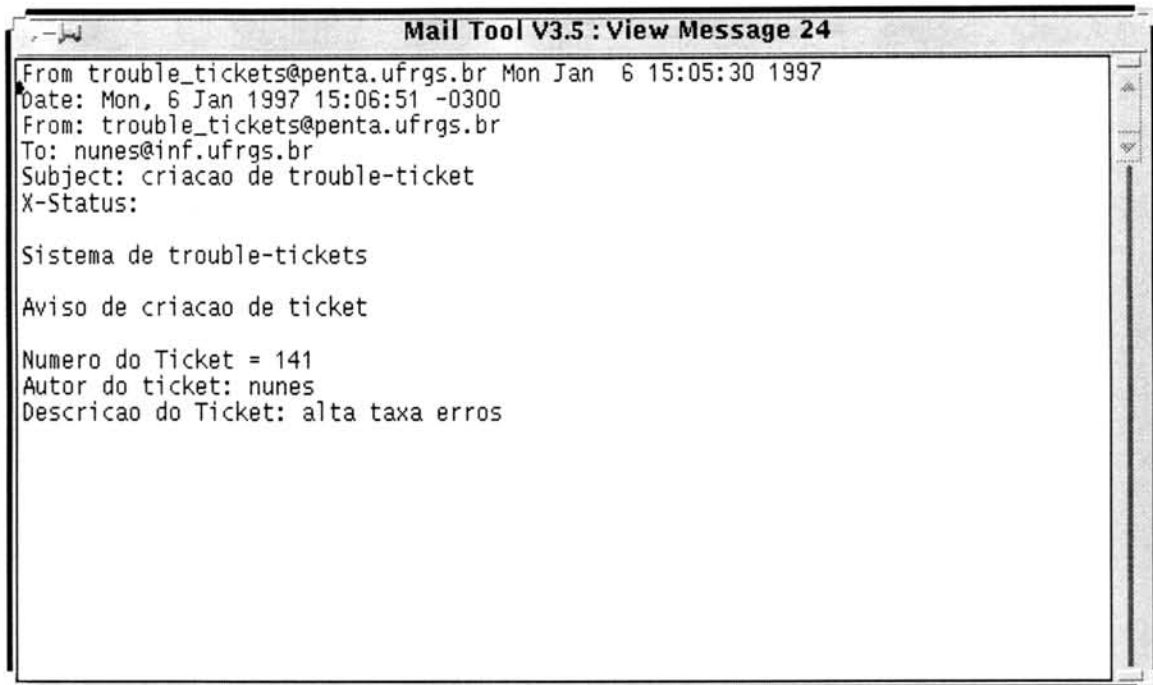 Mail Tool V3.5 : View Message 24
From trouble_tickets@penta.ufrgs.br Mon Jan  6 15:05:30 1997
Date: Mon, 6 Jan 1997 15:06:51 -0300
From: trouble_tickets@penta.ufrgs.br
To: nunes@inf.ufrgs.br
Subject: criacao de trouble-ticket
X-Status:
Sistema de trouble-tickets
Aviso de criacao de ticket
Numero do Ticket = 141
Autor do ticket: nunes
Descricao do Ticket: alta taxa erros